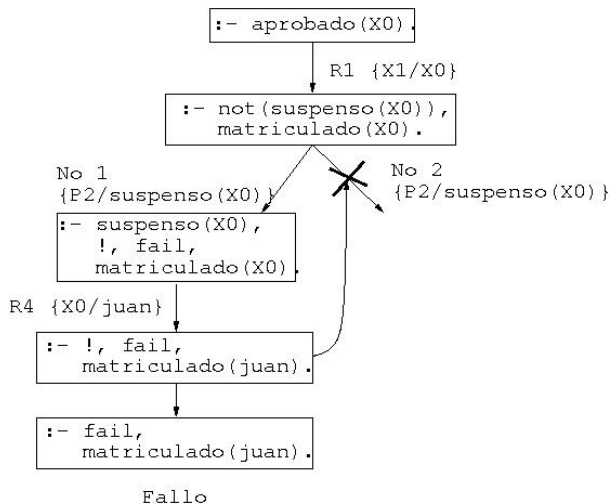 :- aprobado(X0).
R1 {X1/X0}
:- not(suspenso(X0)),
matriculado(X0).
No 1
{P2/suspenso(X0)}
No 2
{P2/suspenso(X0)}
:- suspenso(X0),
!, fail,
matriculado(X0).
R4 {X0/juan}
:- !, fail,
matriculado(juan).
:- fail,
matriculado(juan).
Fallo